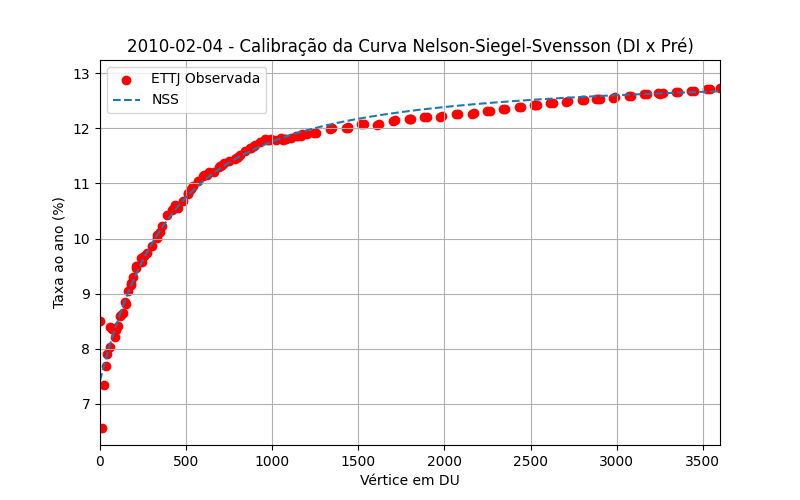 2010-02-04 - Calibração da Curva Nelson-Siegel-Svensson (DI x Pré)
ETTJ Observada
NSS
Taxa ao ano (%)
13
12
11
10
9
8
7
0 500 1000 1500 2000 2500 3000 3500
Vértice em DU